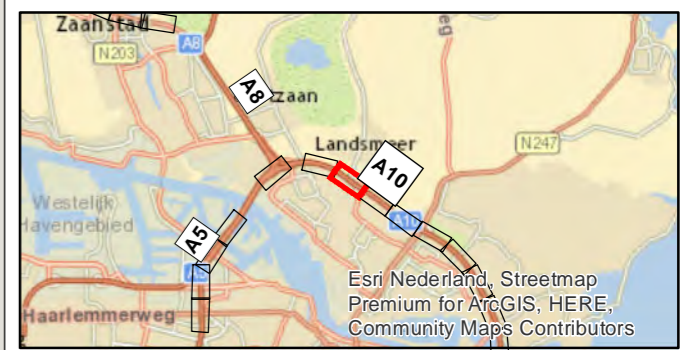 Zaanstad
A8
N203
A8
Landsmeer
A10
N247
Westelijk
Havengebied
A5
A10
Haarlemmerweg
Esri Nederland, Streetmap
Premium for ArcGIS, HERE,
Community Maps Contributors